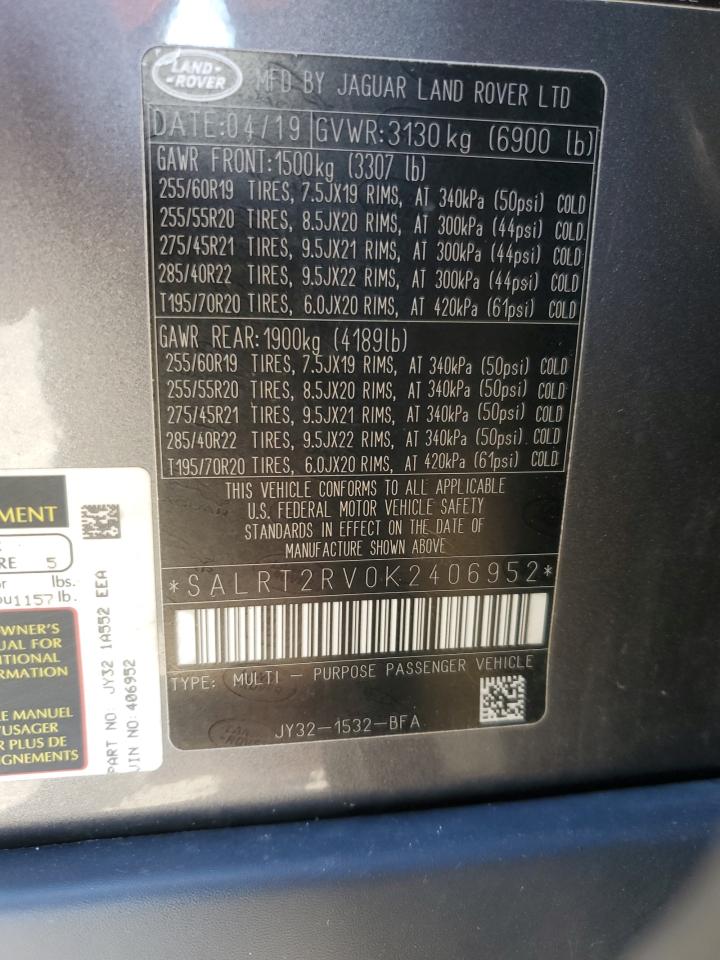 LAND-
-ROVER
MFD BY JAGUAR LAND ROVER LTD
DATE:04/19 GVWR:3130kg (6900 lb)
GAWR FRONT:1500kg (3307 lb)
255/60R19 TIRES, 7.5JX19 RIMS, AT 340kPa (50psi) COLD
255/55R20 TIRES, 8.5JX20 RIMS, AT 300kPa (44psi) COLD
275/45R21 TIRES, 9.5JX21 RIMS, AT 300kPa (44psi) COLD
285/40R22 TIRES, 9.5JX22 RIMS, AT 300kPa (44psi) COLD
T195/70R20 TIRES, 6.0JX20 RIMS, AT 420kPa (61psi) COLD
GAWR REAR:1900kg (4189lb)
255/60R19 TIRES, 7.5JX19 RIMS, AT 340kPa (50psi) COLD
255/55R20 TIRES, 8.5JX20 RIMS, AT 340kPa (50psi) COLD
275/45R21 TIRES, 9.5JX21 RIMS, AT 340kPa (50psi) COLD
285/40R22 TIRES, 9.5JX22 RIMS, AT 340kPa (50psi) COLD
T195/70R20 TIRES, 6.0JX20 RIMS, AT 420kPa (61psi) COLD
THIS VEHICLE CONFORMS TO ALL APPLICABLE
U.S. FEDERAL MOTOR VEHICLE SAFETY
STANDARDS IN EFFECT ON THE DATE OF
MANUFACTURE SHOWN ABOVE
*SALRT2RV0K2406952*
TYPE: MULTI - PURPOSE PASSENGER VEHICLE
JY32-1532-BFA
MENT
RE 5
or lbs.
ou1157lb.
OWNER'S
UAL FOR
ITIONAL
ORMATION
LE MANUEL
'USAGER
R PLUS DE
IGNEMENTS
PART NO: JY32 1A552 EEA
VIN NO:406952